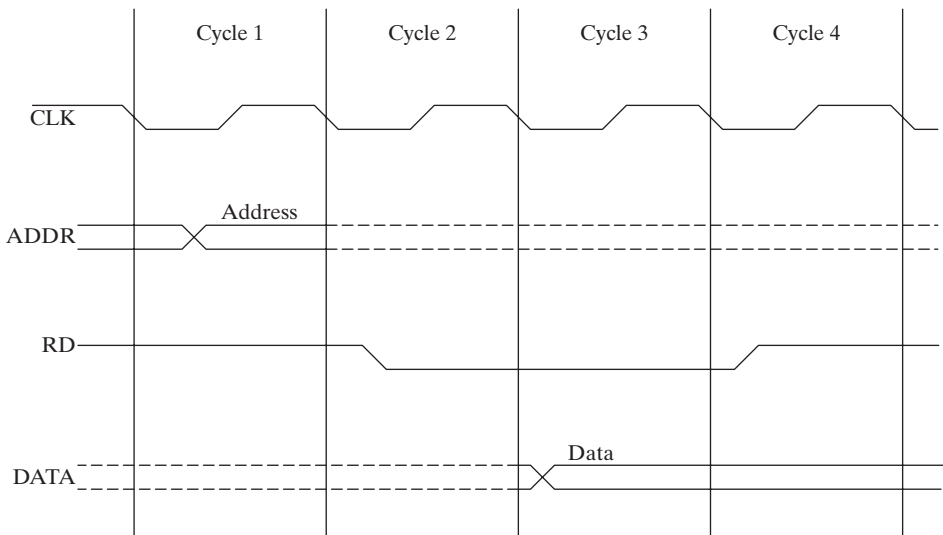 Cycle 1 Cycle 2 Cycle 3 Cycle 4
CLK
Address
ADDR
RD
Data
DATA